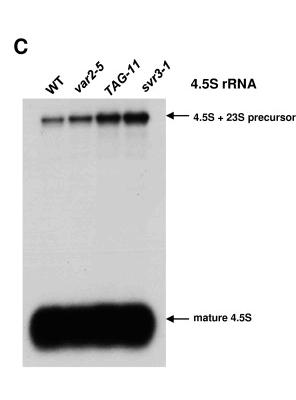 C
WT
var2-5
TAG-11
svr3-1
4.5S rRNA
4.5S + 23S precursor
mature 4.5S